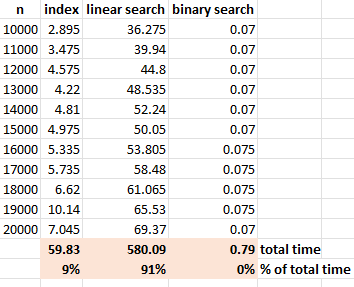 n index linear search binary search
10000 2.895 36.275 0.07
11000 3.475 39.94 0.07
12000 4.575 44.8 0.07
13000 4.22 48.535 0.07
14000 4.81 52.24 0.07
15000 4.975 50.05 0.07
16000 5.335 53.805 0.075
17000 5.735 58.48 0.075
18000 6.62 61.065 0.075
19000 10.14 65.53 0.075
20000 7.045 69.37 0.07
59.83 580.09 0.79 total time
9% 91% 0% % of total time